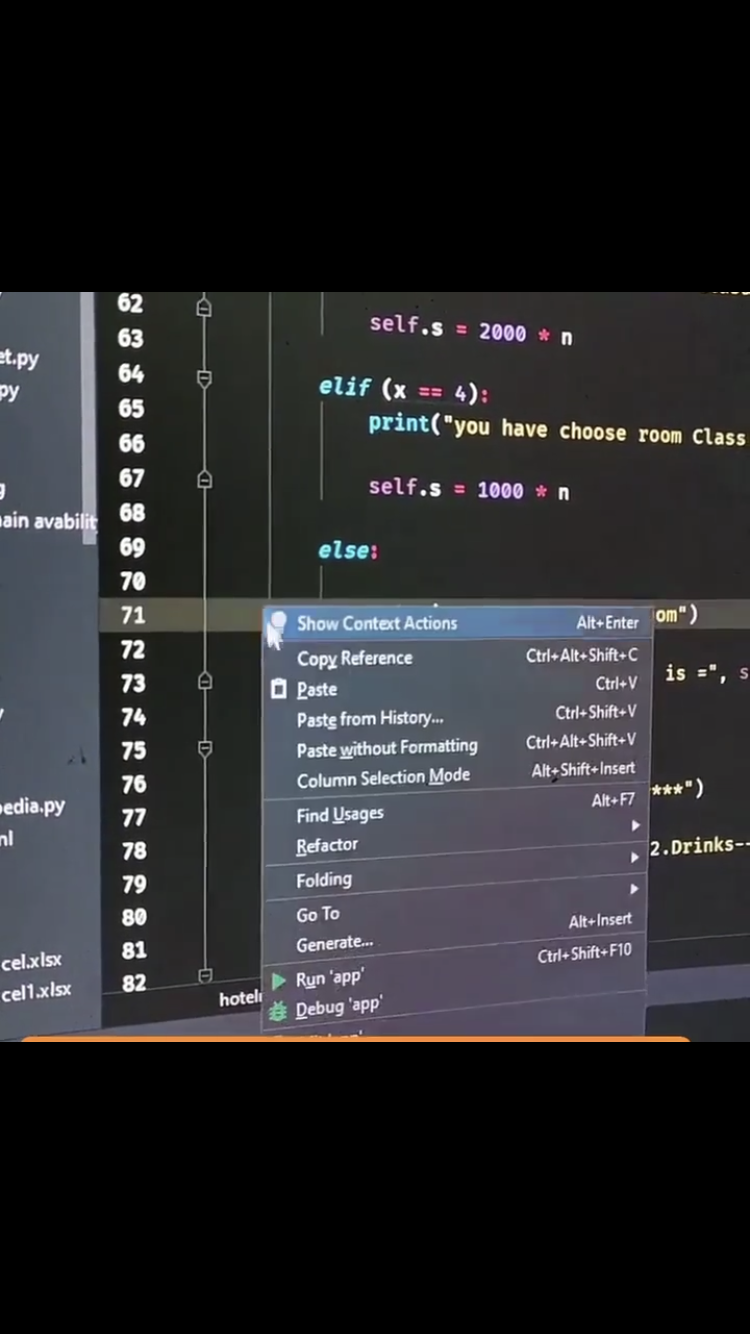 62
63
self.s = 2000 * n
et.py
64
elif (x == 4):
py
65
print("you have choose room Class
66
67
self.s = 1000 * n
68
ain avabilit
69
else:
70
71
om")
Show Context Actions Alt+Enter
72
Copy Reference Ctrl+Alt+Shift+C
is =", s
73
Paste Ctrl+V
74
Paste from History... Ctrl+Shift+V
75
Paste without Formatting Ctrl+Alt+Shift+V
76
Column Selection Mode Alt+Shift+Insert
***")
edia.py
77
Find Usages Alt+F7
ml
78
Refactor
2.Drinks--
79
Folding
80
Go To
81
Generate... Alt+Insert
cel.xlsx
82
Run 'app' Ctrl+Shift+F10
cel1.xlsx
hotel
Debug 'app'